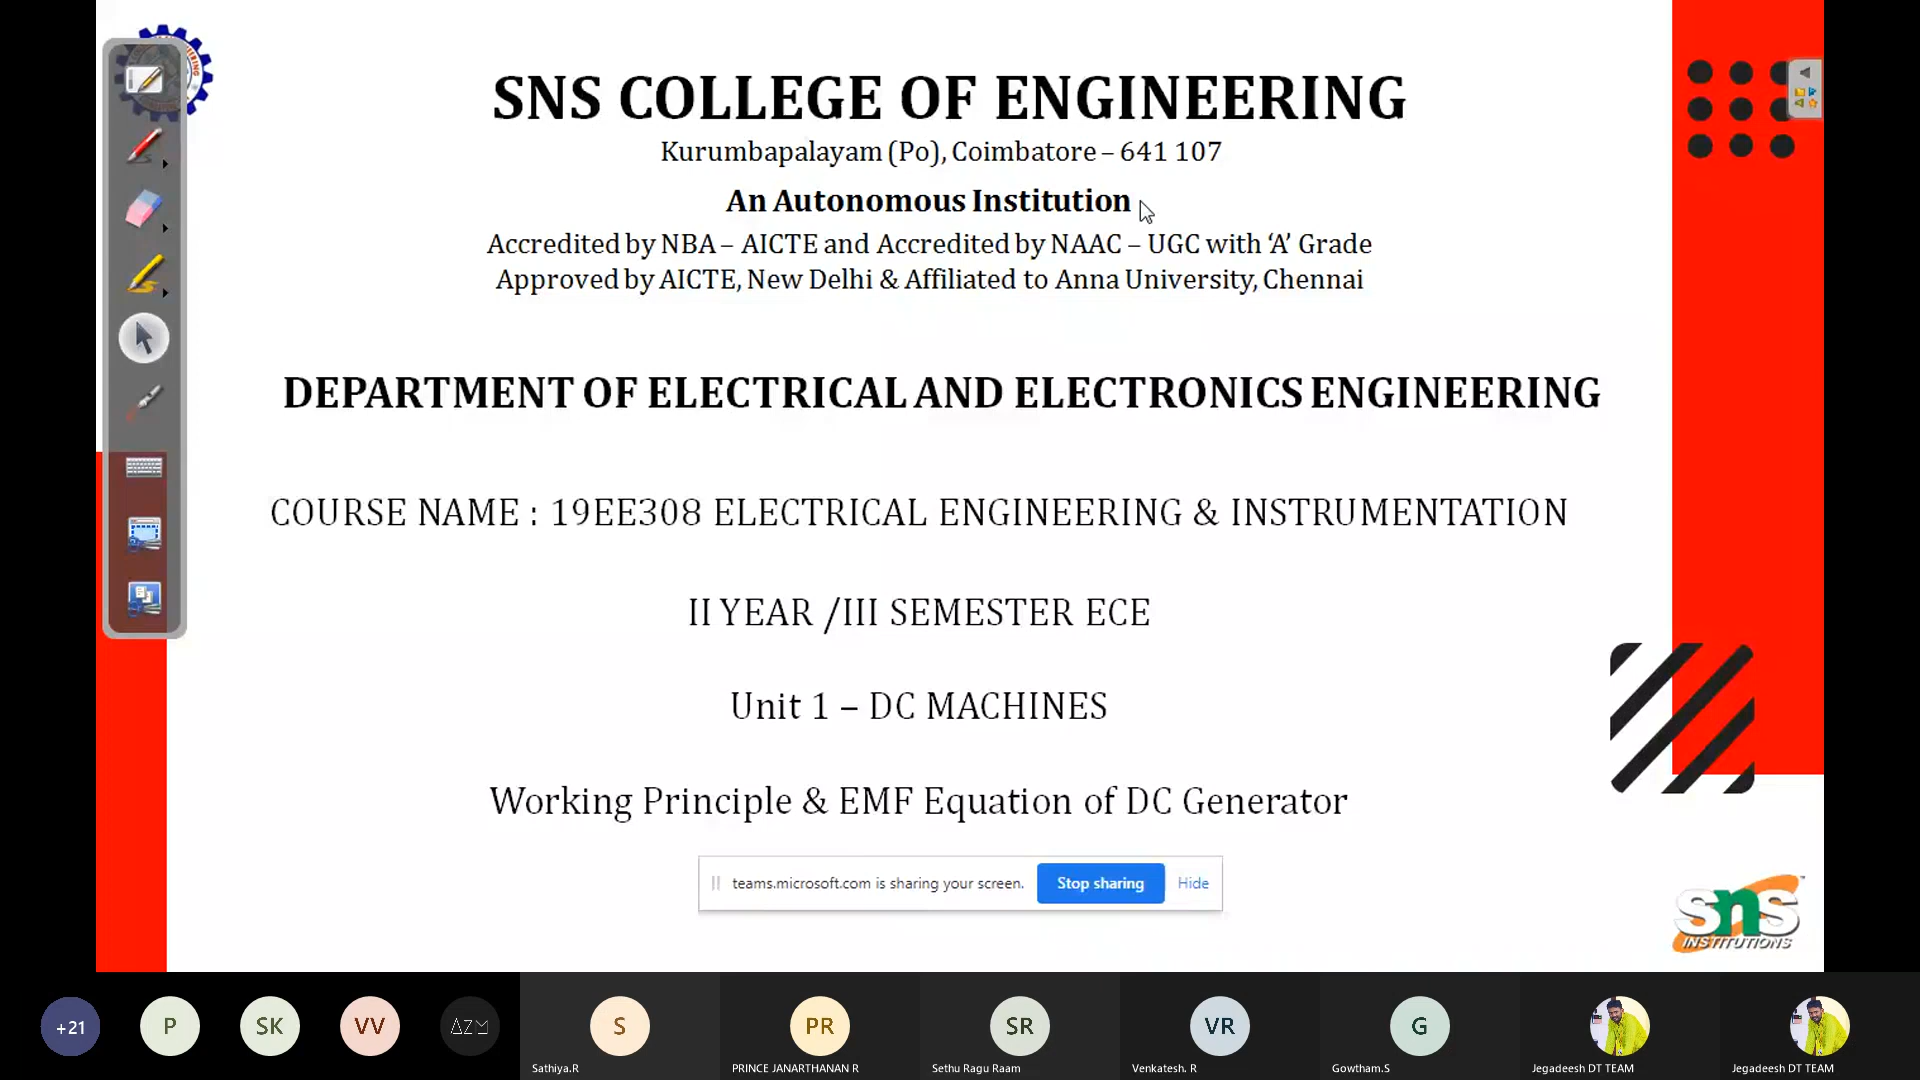 SNS COLLEGE OF ENGINEERING
Kurumbapalayam (Po), Coimbatore – 641 107
An Autonomous Institution
Accredited by NBA – AICTE and Accredited by NAAC – UGC with ‘A’ Grade
Approved by AICTE, New Delhi & Affiliated to Anna University, Chennai
DEPARTMENT OF ELECTRICAL AND ELECTRONICS ENGINEERING
COURSE NAME : 19EE308 ELECTRICAL ENGINEERING & INSTRUMENTATION
II YEAR /III SEMESTER ECE
Unit 1 – DC MACHINES
Working Principle & EMF Equation of DC Generator
teams.microsoft.com is sharing your screen. Stop sharing Hide
sns
INSTITUTIONS
+21 P SK VV S PR SR VR G
Sathiya.R PRINCE JANARTHANAN R Sethu Ragu Raam Venkatesh. R Gowtham.S Jegadeesh DT TEAM Jegadeesh DT TEAM